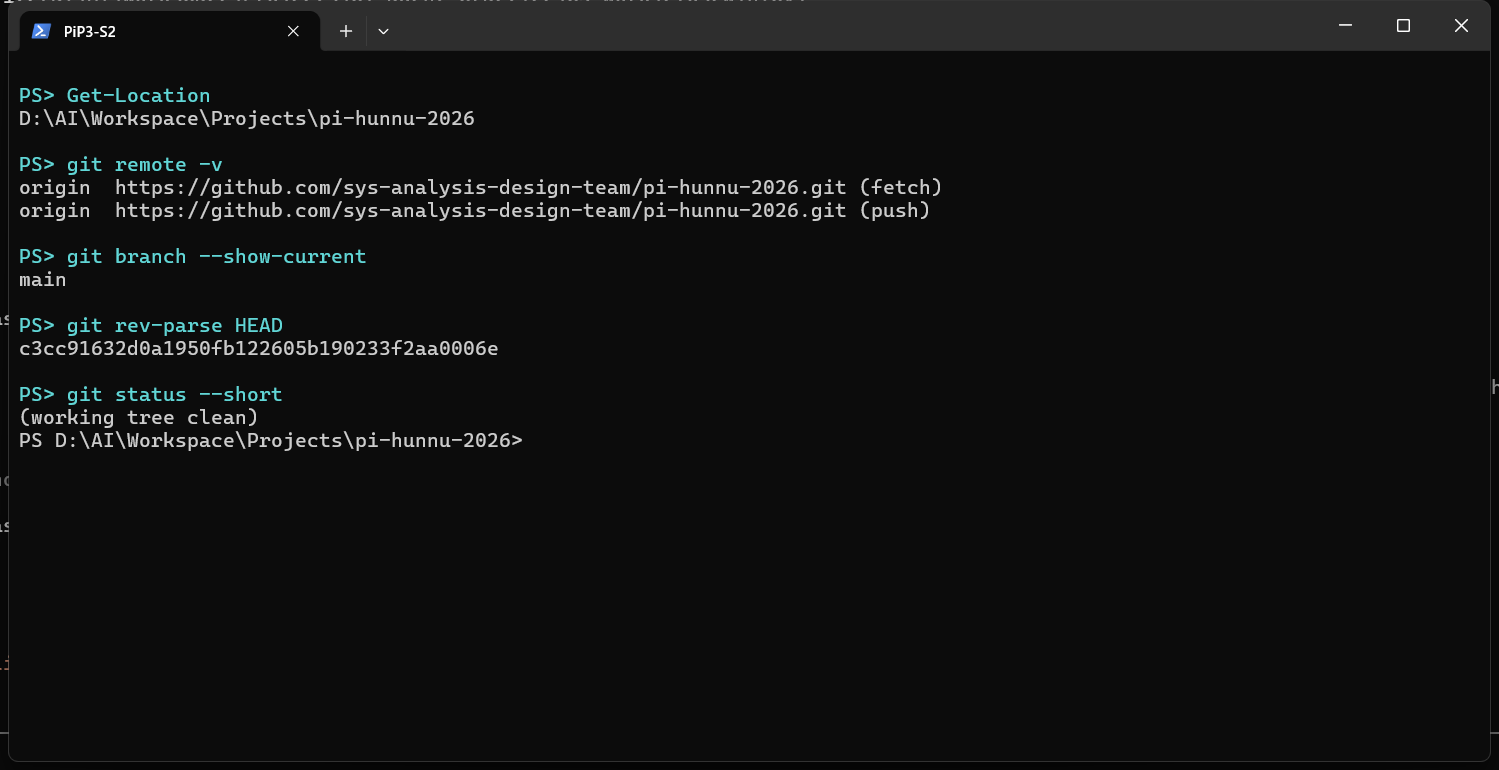 PiP3-S2
PS> Get-Location
D:\AI\Workspace\Projects\pi-hunnu-2026
PS> git remote -v
origin  https://github.com/sys-analysis-design-team/pi-hunnu-2026.git (fetch)
origin  https://github.com/sys-analysis-design-team/pi-hunnu-2026.git (push)
PS> git branch --show-current
main
PS> git rev-parse HEAD
c3cc91632d0a1950fb122605b190233f2aa0006e
PS> git status --short
(working tree clean)
PS D:\AI\Workspace\Projects\pi-hunnu-2026>